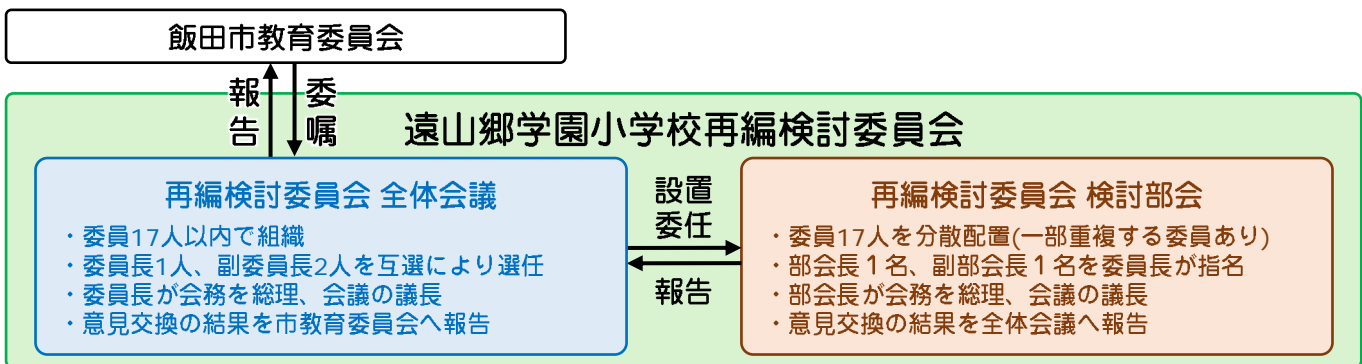 飯田市教育委員会
報告
委嘱
遠山郷学園小学校再編検討委員会
再編検討委員会 全体会議
・委員17人以内で組織
・委員長1人、副委員長2人を互選により選任
・委員長が会務を総理、会議の議長
・意見交換の結果を市教育委員会へ報告
設置
委任
報告
再編検討委員会 検討部会
・委員17人を分散配置(一部重複する委員あり)
・部会長１名、副部会長１名を委員長が指名
・部会長が会務を総理、会議の議長
・意見交換の結果を全体会議へ報告